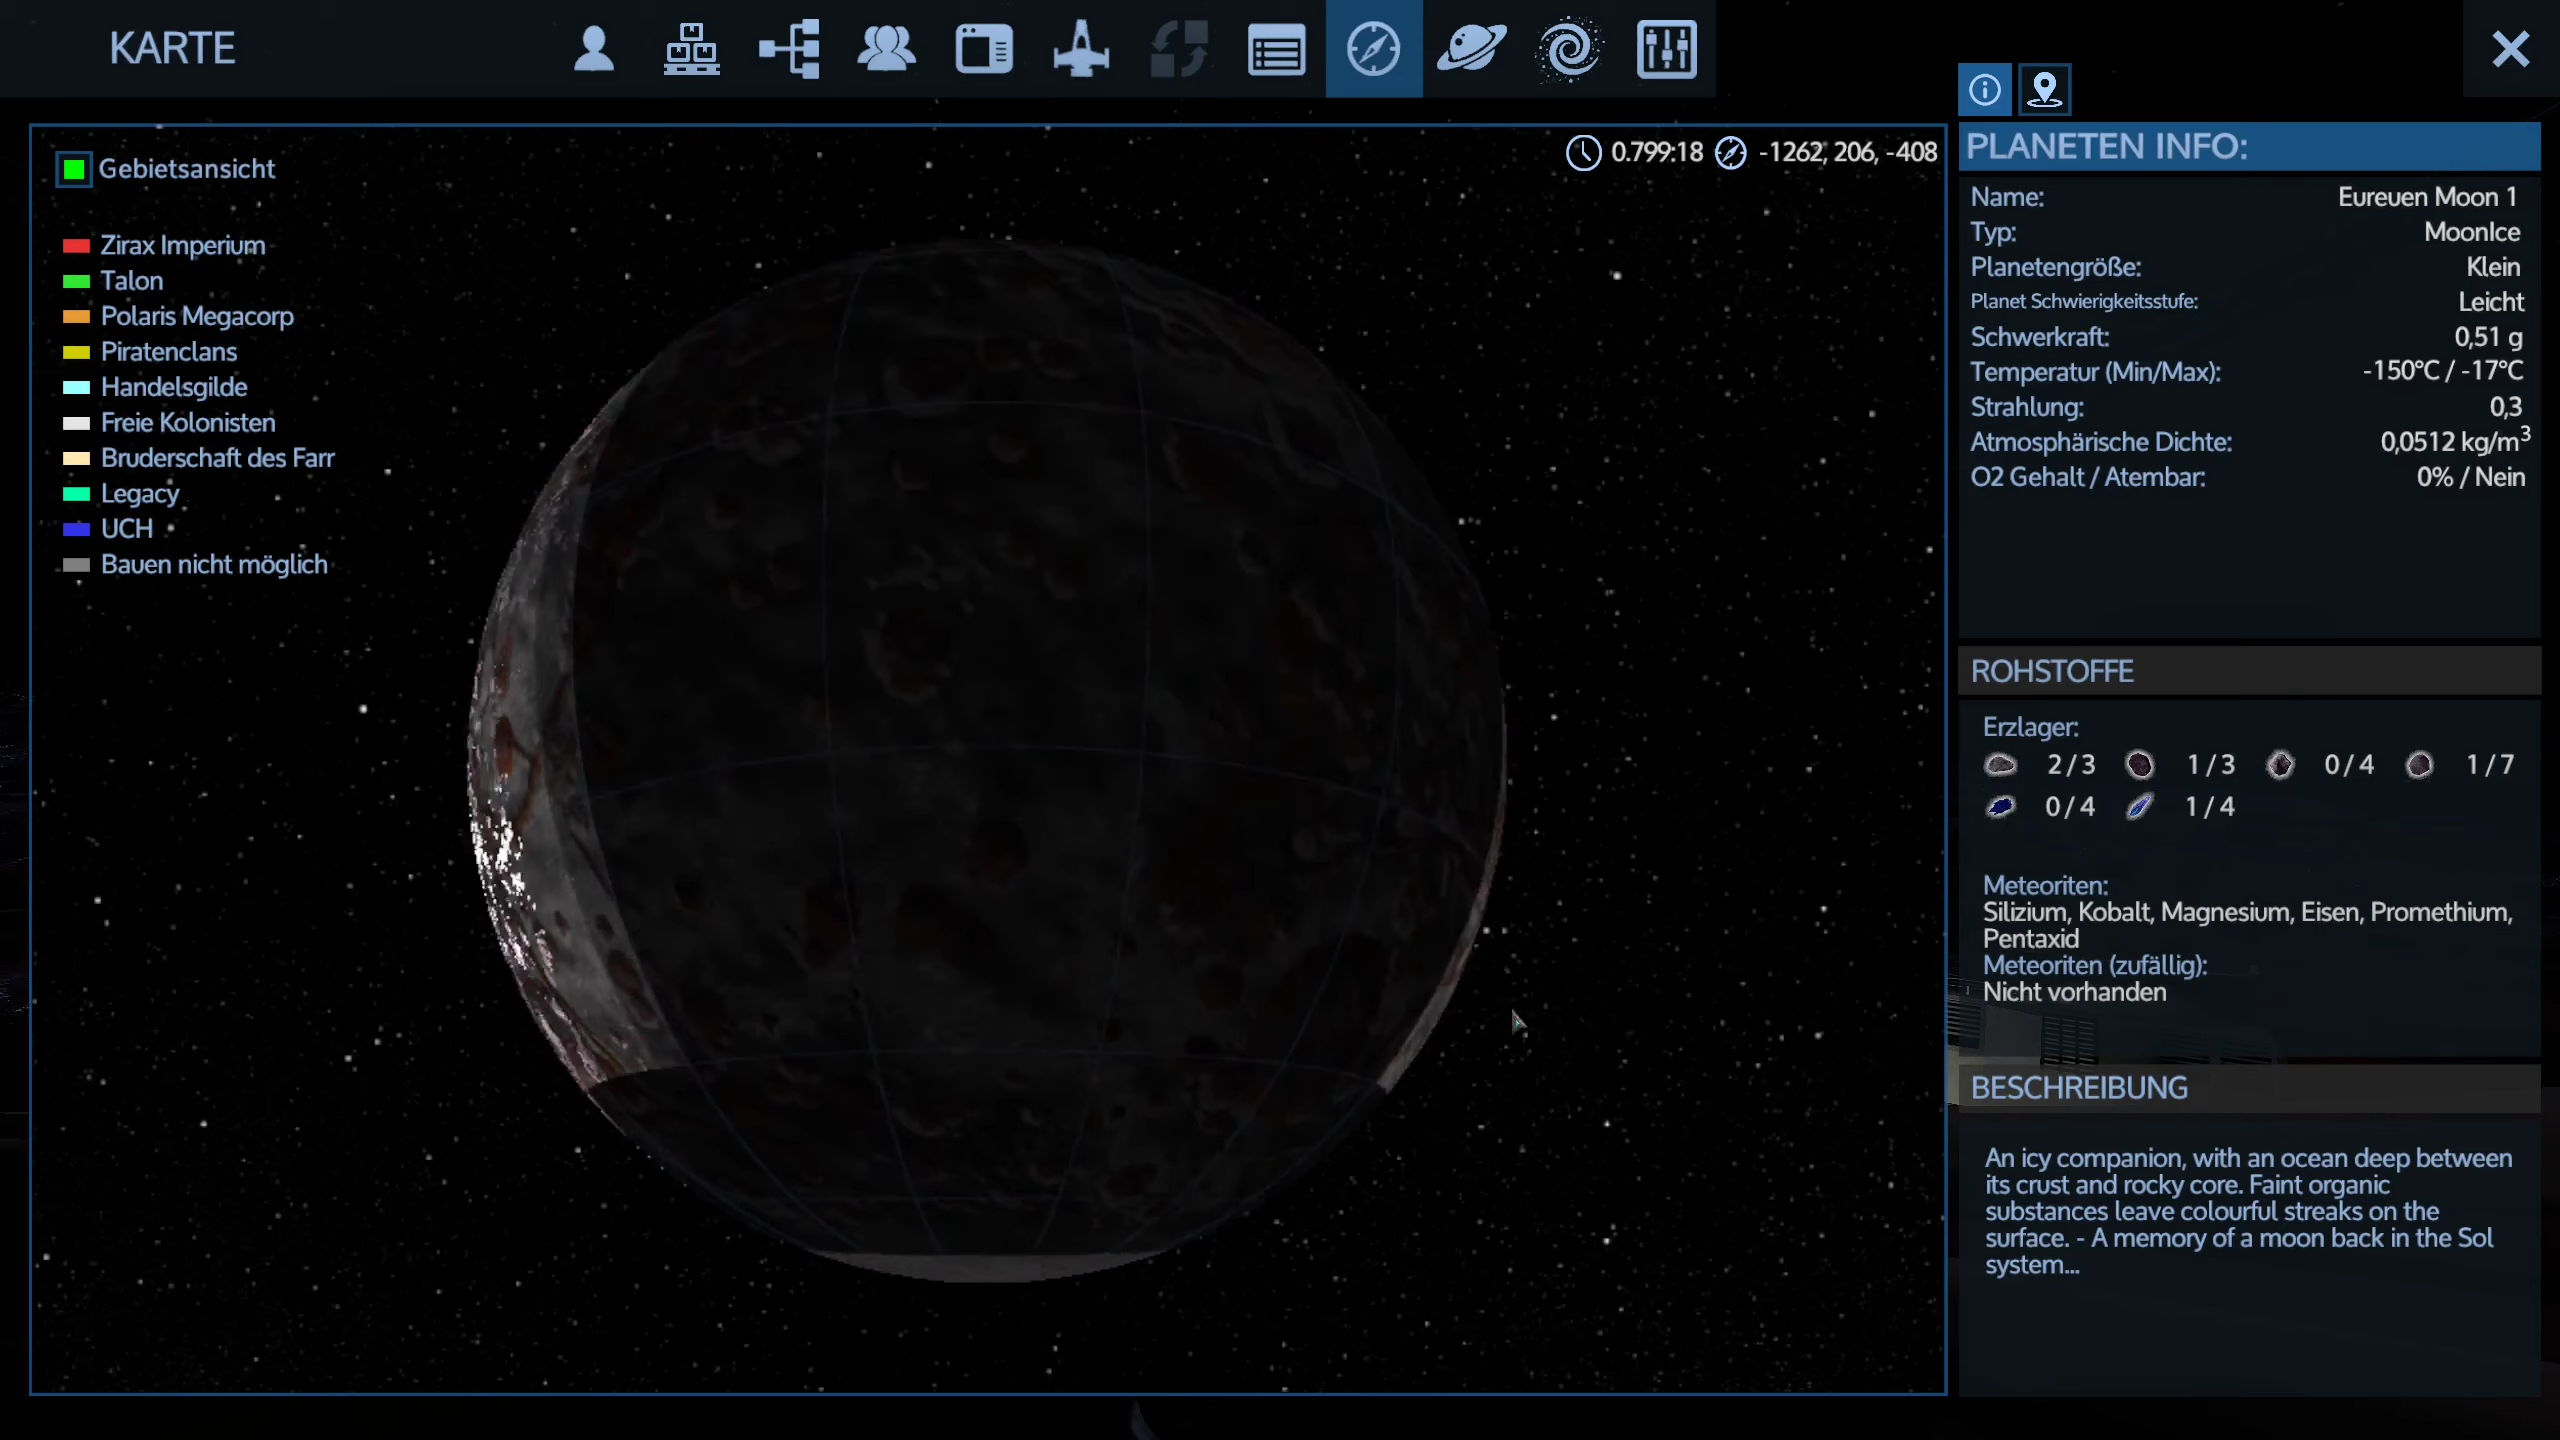 KARTE
Gebietsansicht
0.799:18 -1262, 206, -408
Zirax Imperium
Talon
Polaris Megacorp
Piratenclans
Handelsgilde
Freie Kolonisten
Bruderschaft des Farr
Legacy
UCH
Bauen nicht möglich
PLANETEN INFO:
Name: Eureuen Moon 1
Typ: MoonIce
Planetengröße: Klein
Planet Schwierigkeitsstufe: Leicht
Schwerkraft: 0,51 g
Temperatur (Min/Max): -150°C / -17°C
Strahlung: 0,3
Atmosphärische Dichte: 0,0512 kg/m³
O2 Gehalt / Atembar: 0% / Nein
ROHSTOFFE
Erzlager:
2 / 3 1 / 3 0 / 4 1 / 7
0 / 4 1 / 4
Meteoriten:
Silizium, Kobalt, Magnesium, Eisen, Promethium,
Pentaxid
Meteoriten (zufällig):
Nicht vorhanden
BESCHREIBUNG
An icy companion, with an ocean deep between
its crust and rocky core. Faint organic
substances leave colourful streaks on the
surface. - A memory of a moon back in the Sol
system...